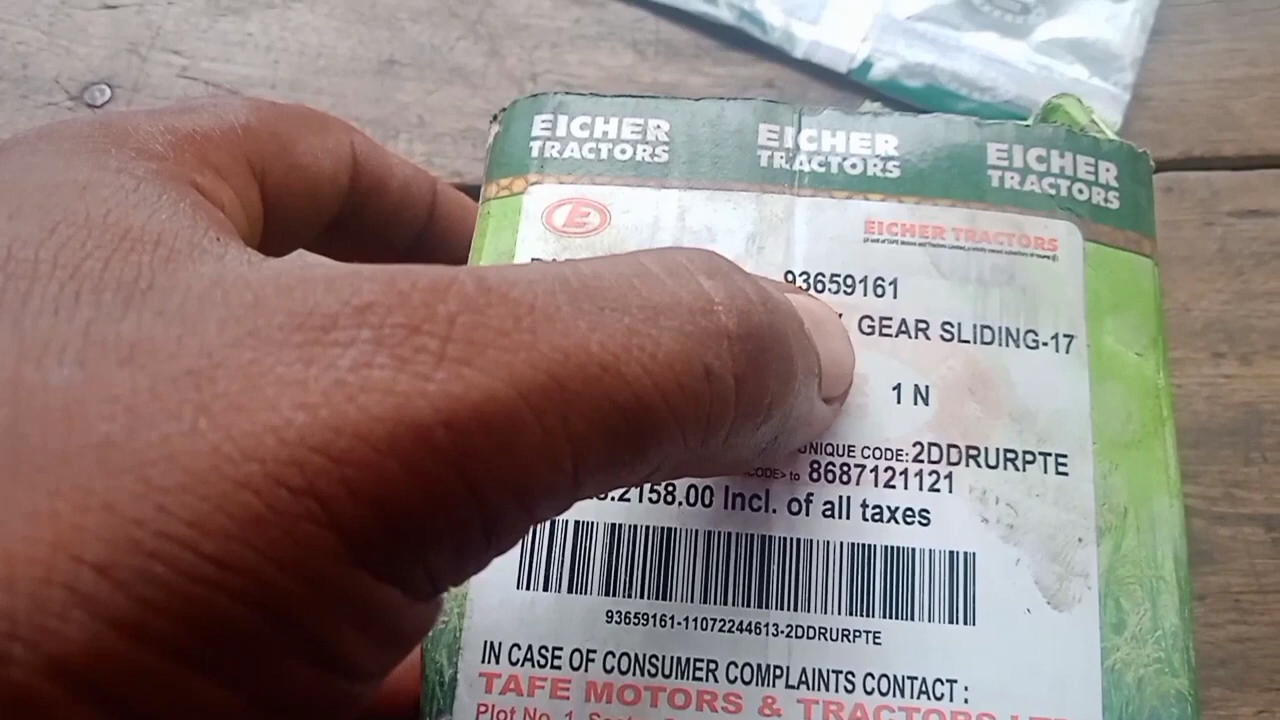 EICHER TRACTORS
EICHER TRACTORS
EICHER TRACTORS
E
EICHER TRACTORS
93659161
GEAR SLIDING-17
1 N
UNIQUE CODE:2DDRURPTE
CODE> to 8687121121
.2158.00 Incl. of all taxes
93659161-11072244613-2DDRURPTE
IN CASE OF CONSUMER COMPLAINTS CONTACT :
TAFE MOTORS & TRACTORS
Plot No. 1,